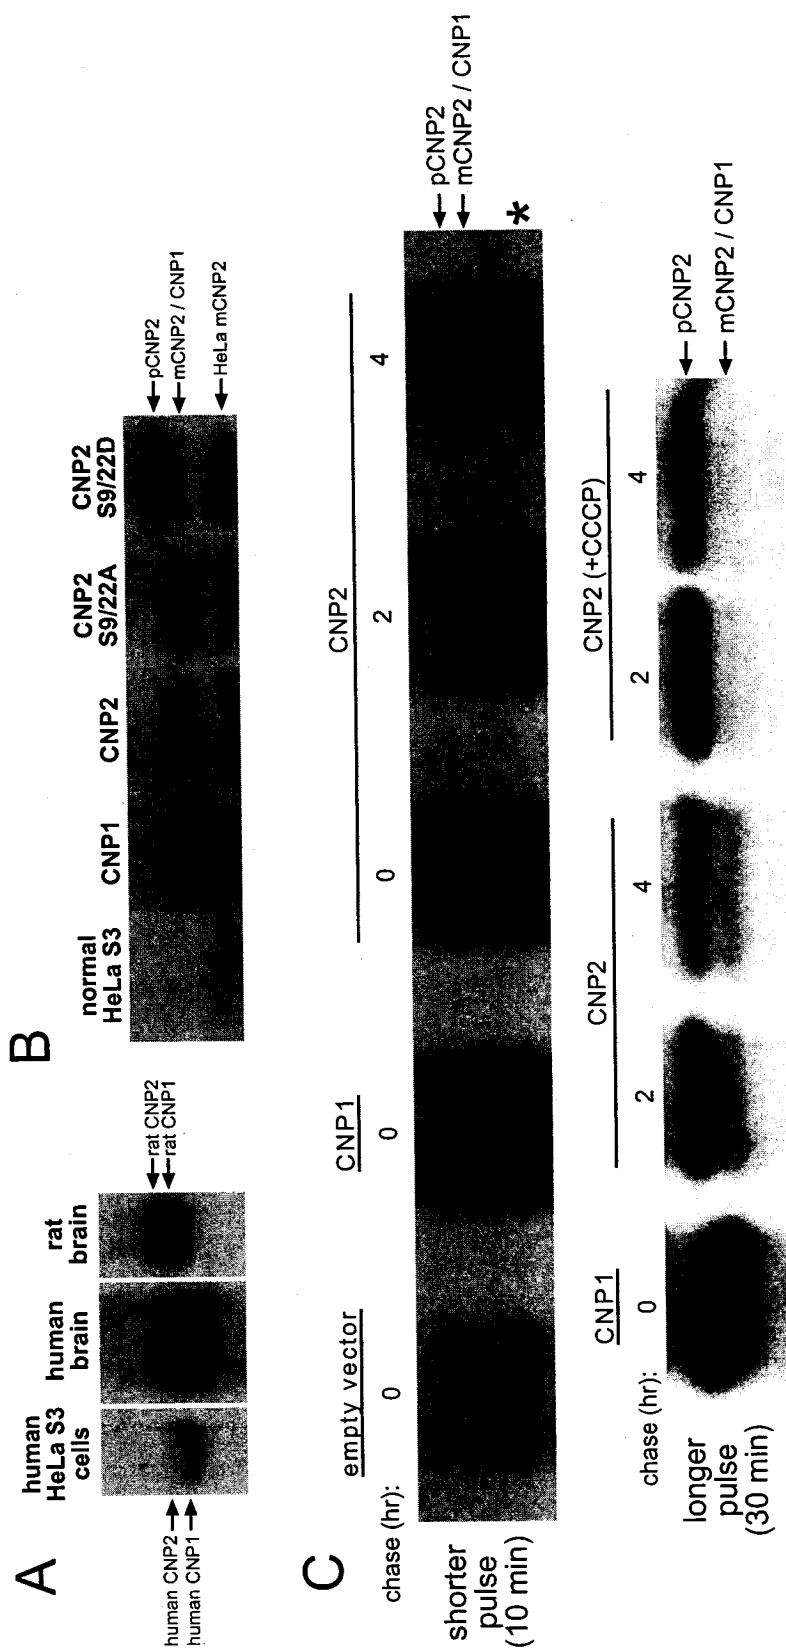 A
human
HeLa S3
cells
human
brain
rat
brain
human CNP2
human CNP1
rat CNP2
rat CNP1
B
normal
HeLa S3
CNP1
CNP2
CNP2
S9/22A
CNP2
S9/22D
pCNP2
mCNP2 / CNP1
HeLa mCNP2
C
empty vector
CNP1
CNP2
chase (hr):
0
0
0
2
4
shorter
pulse
(10 min)
pCNP2
mCNP2 / CNP1
*
CNP1
CNP2
CNP2 (+CCCP)
chase (hr):
0
2
4
2
4
longer
pulse
(30 min)
pCNP2
mCNP2 / CNP1